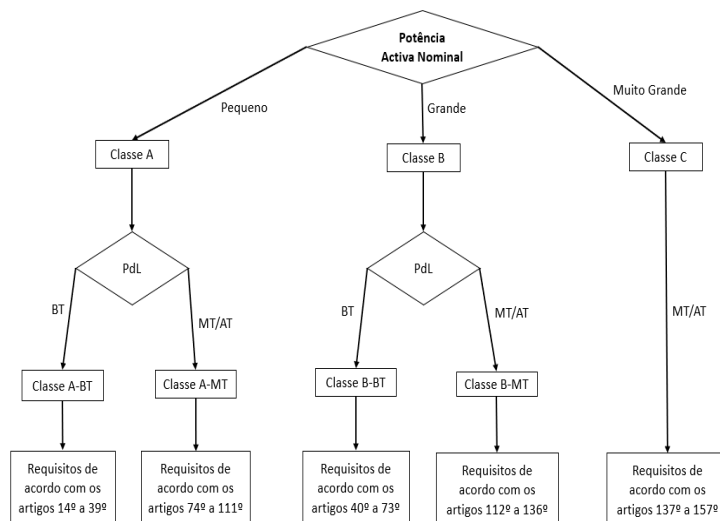 Potência
Activa Nominal
Pequeno
Grande
Muito Grande
Classe A
Classe B
Classe C
PdL
PdL
BT
MT/AT
BT
MT/AT
MT/AT
Classe A-BT
Classe A-MT
Classe B-BT
Classe B-MT
Requisitos de
acordo com os
artigos 14º a 39º
Requisitos de
acordo com os
artigos 74º a 111º
Requisitos de
acordo com os
artigos 40º a 73º
Requisitos de
acordo com os
artigos 112º a 136º
Requisitos de
acordo com os
artigos 137º a 157º